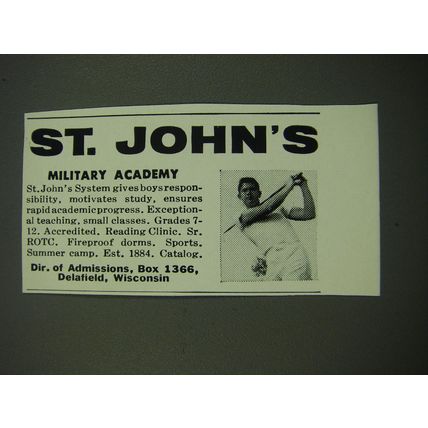 ST. JOHN'S
MILITARY ACADEMY
St. John's System gives boys respon-
sibility, motivates study, ensures
rapid academic progress. Exception-
al teaching, small classes. Grades 7-
12. Accredited. Reading Clinic. Sr.
ROTC. Fireproof dorms. Sports.
Summer camp. Est. 1884. Catalog.
Dir. of Admissions, Box 1366,
Delafield, Wisconsin